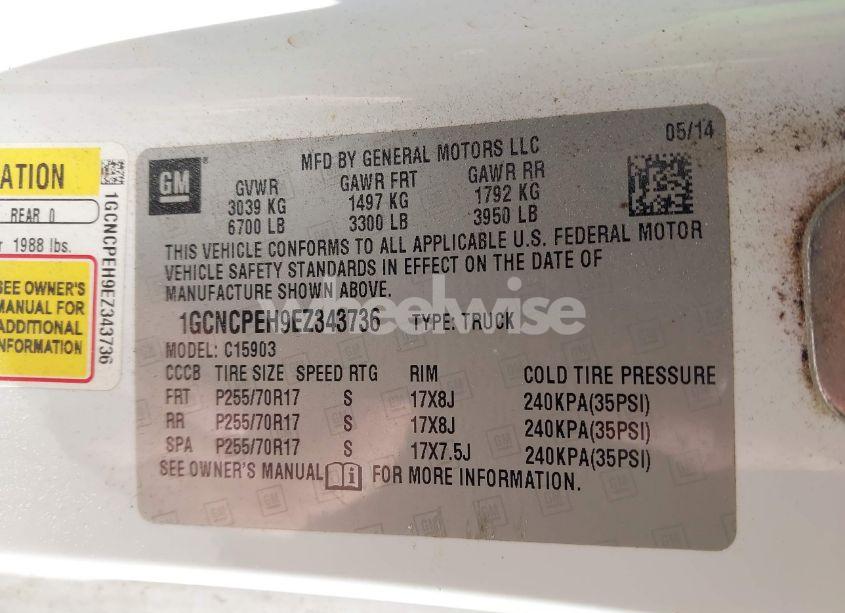 ATION
REAR 0
r 1988 lbs.
SEE OWNER'S
MANUAL FOR
ADDITIONAL
INFORMATION
1GCNCPEH9EZ343736
GM
MFD BY GENERAL MOTORS LLC
05/14
GVWR GAWR FRT GAWR RR
3039 KG 1497 KG 1792 KG
6700 LB 3300 LB 3950 LB
THIS VEHICLE CONFORMS TO ALL APPLICABLE U.S. FEDERAL MOTOR
VEHICLE SAFETY STANDARDS IN EFFECT ON THE DATE OF
MANUFACTURE SHOWN ABOVE.
Wheelwise
1GCNCPEH9EZ343736 TYPE: TRUCK
MODEL: C15903
CCCB TIRE SIZE SPEED RTG RIM COLD TIRE PRESSURE
FRT P255/70R17 S 17X8J 240KPA(35PSI)
RR P255/70R17 S 17X8J 240KPA(35PSI)
SPA P255/70R17 S 17X7.5J 240KPA(35PSI)
SEE OWNER'S MANUAL FOR MORE INFORMATION.